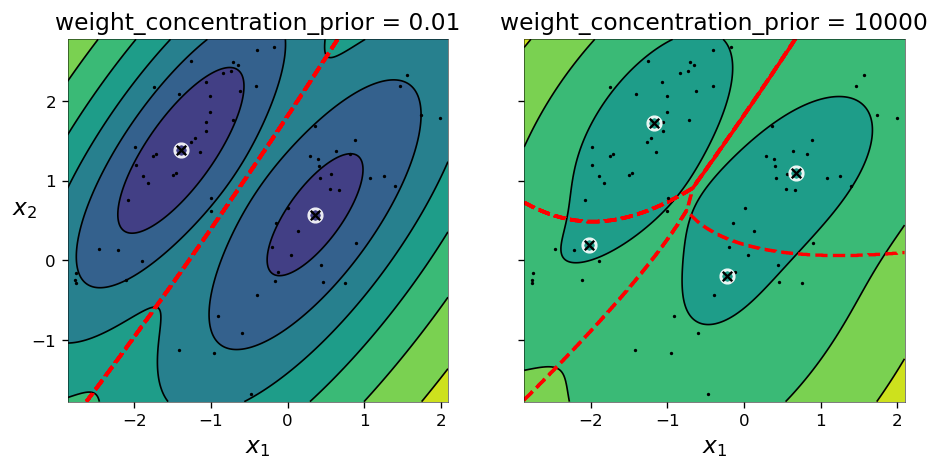 weight_concentration_prior = 0.01
weight_concentration_prior = 10000
2
1
0
−1
x₂
−2 −1 0 1 2
−2 −1 0 1 2
x₁
x₁